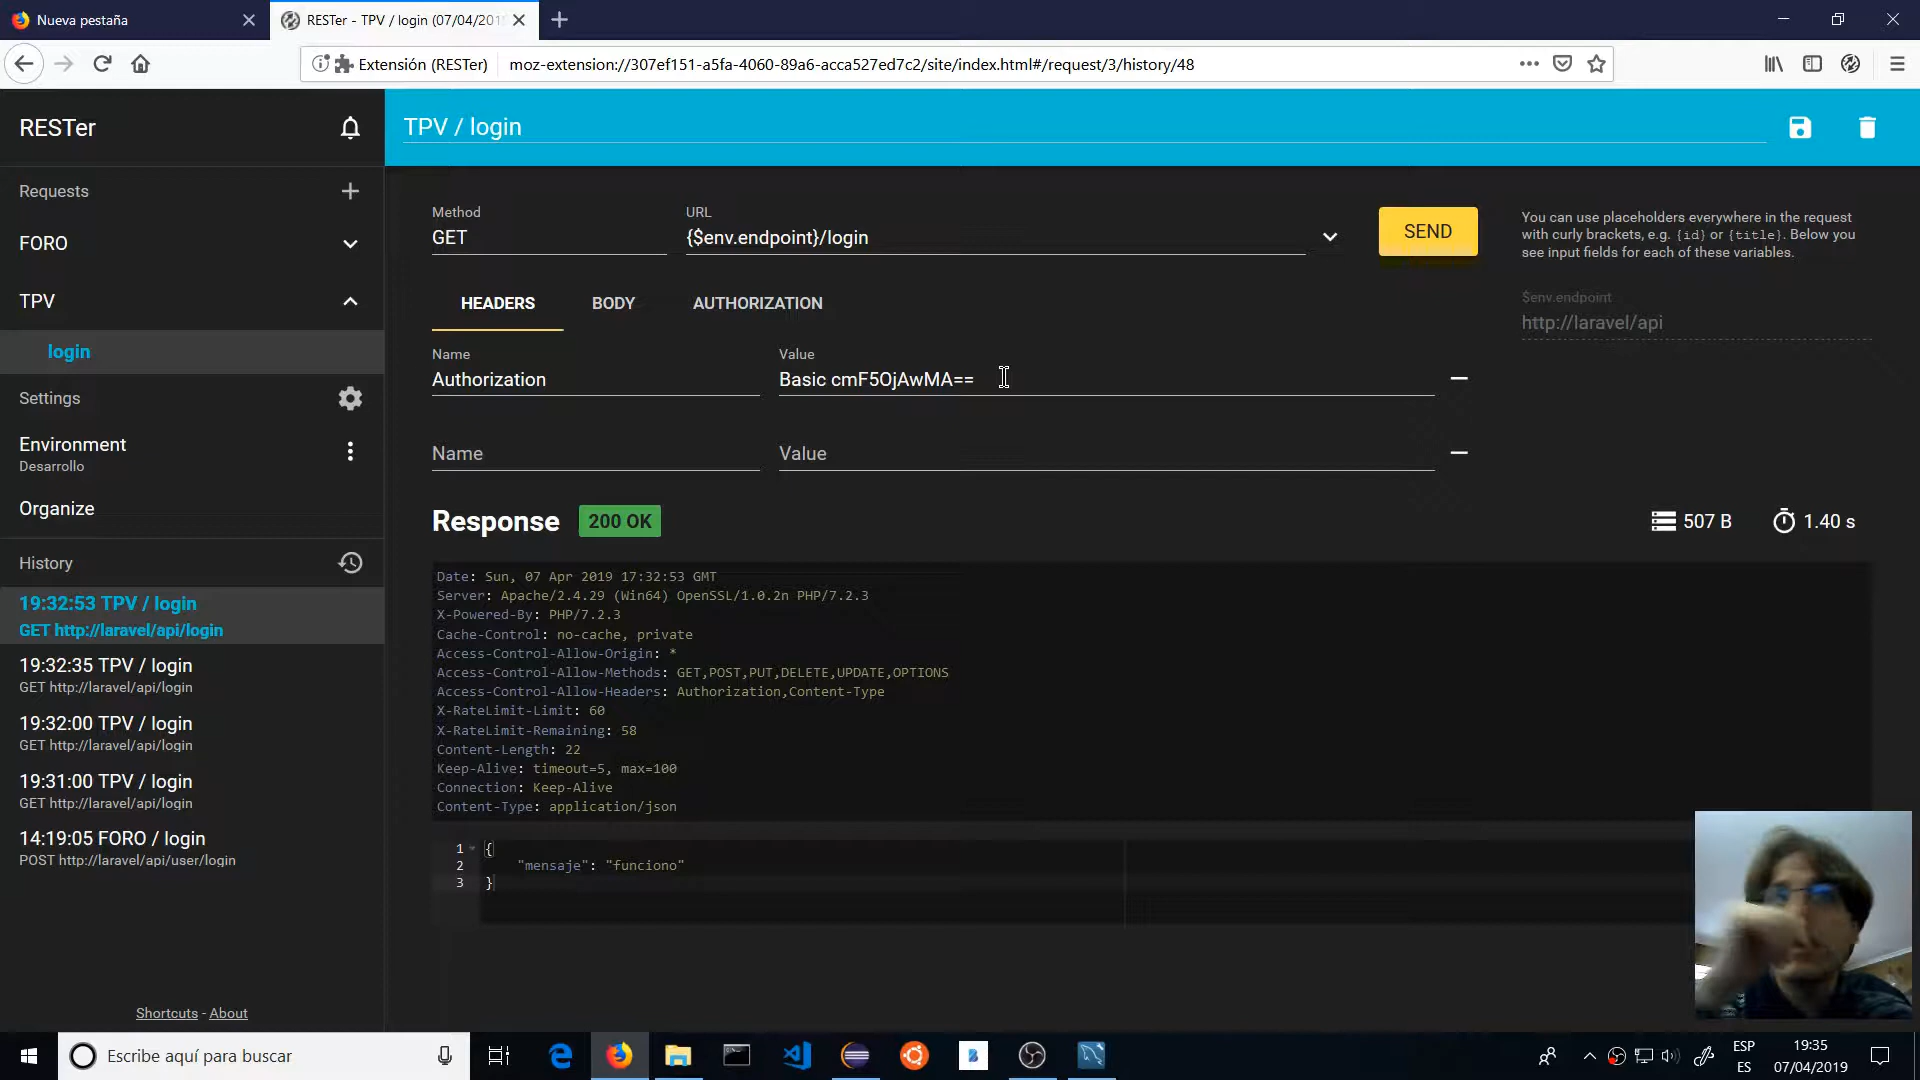 Nueva pestaña
RESTer - TPV / login (07/04/201
Extensión (RESTer)
moz-extension://307ef151-a5fa-4060-89a6-acca527ed7c2/site/index.html#/request/3/history/48
RESTer
TPV / login
Requests
FORO
TPV
login
Settings
Environment
Desarrollo
Organize
History
19:32:53 TPV / login
GET http://laravel/api/login
19:32:35 TPV / login
GET http://laravel/api/login
19:32:00 TPV / login
GET http://laravel/api/login
19:31:00 TPV / login
GET http://laravel/api/login
14:19:05 FORO / login
POST http://laravel/api/user/login
Shortcuts - About
Method
GET
URL
{$env.endpoint}/login
SEND
You can use placeholders everywhere in the request
with curly brackets, e.g. {id} or {title}. Below you
see input fields for each of these variables.
$env.endpoint
http://laravel/api
HEADERS
BODY
AUTHORIZATION
Name
Value
Authorization
Basic cmF5OjAwMA==
Name
Value
Response
200 OK
507 B
1.40 s
Date: Sun, 07 Apr 2019 17:32:53 GMT
Server: Apache/2.4.29 (Win64) OpenSSL/1.0.2n PHP/7.2.3
X-Powered-By: PHP/7.2.3
Cache-Control: no-cache, private
Access-Control-Allow-Origin: *
Access-Control-Allow-Methods: GET,POST,PUT,DELETE,UPDATE,OPTIONS
Access-Control-Allow-Headers: Authorization,Content-Type
X-RateLimit-Limit: 60
X-RateLimit-Remaining: 58
Content-Length: 22
Keep-Alive: timeout=5, max=100
Connection: Keep-Alive
Content-Type: application/json
1 {
2 "mensaje": "funciono"
3 }
Escribe aquí para buscar
ESP
ES
19:35
07/04/2019